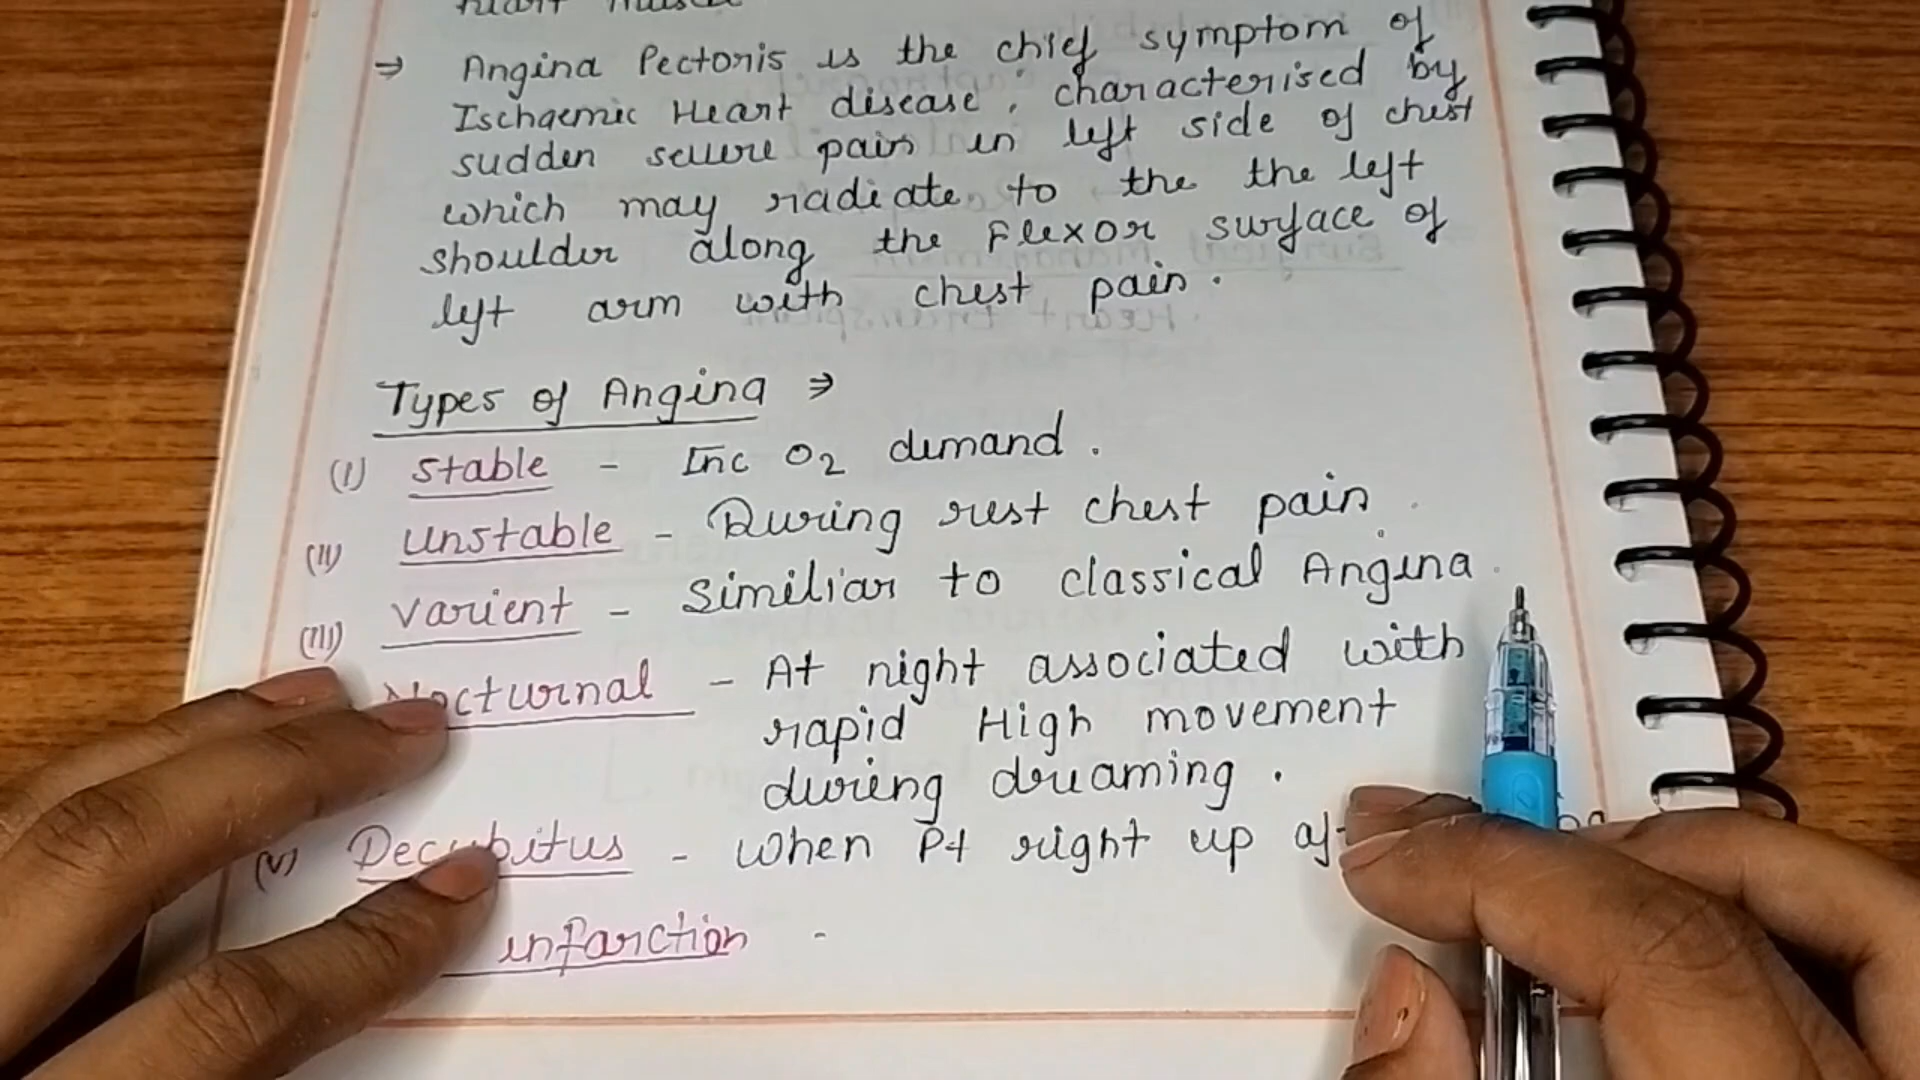 ⇒ Angina Pectoris is the chief symptom of
Ischaemic Heart disease, characterised by
sudden severe pain in left side of chest
which may radiate to the the left
shoulder along the Flexor surface of
left arm with chest pain.
Types of Angina ⇒
(I) stable - Inc O2 demand.
(II) Unstable - During rest chest pain.
(III) Varient - Similiar to classical Angina.
Nocturnal - At night associated with
rapid High movement
during dreaming.
(V) Decubitus - When Pt right up
infarction -